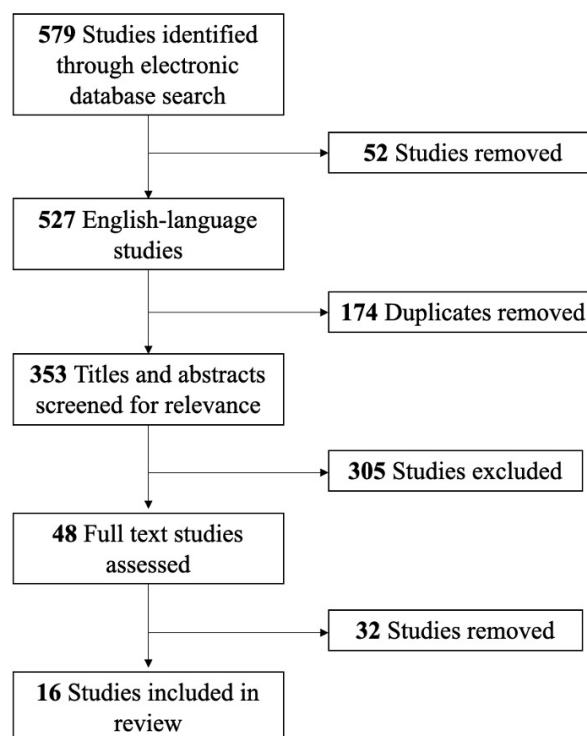 579 Studies identified
through electronic
database search
52 Studies removed
527 English-language
studies
174 Duplicates removed
353 Titles and abstracts
screened for relevance
305 Studies excluded
48 Full text studies
assessed
32 Studies removed
16 Studies included in
review